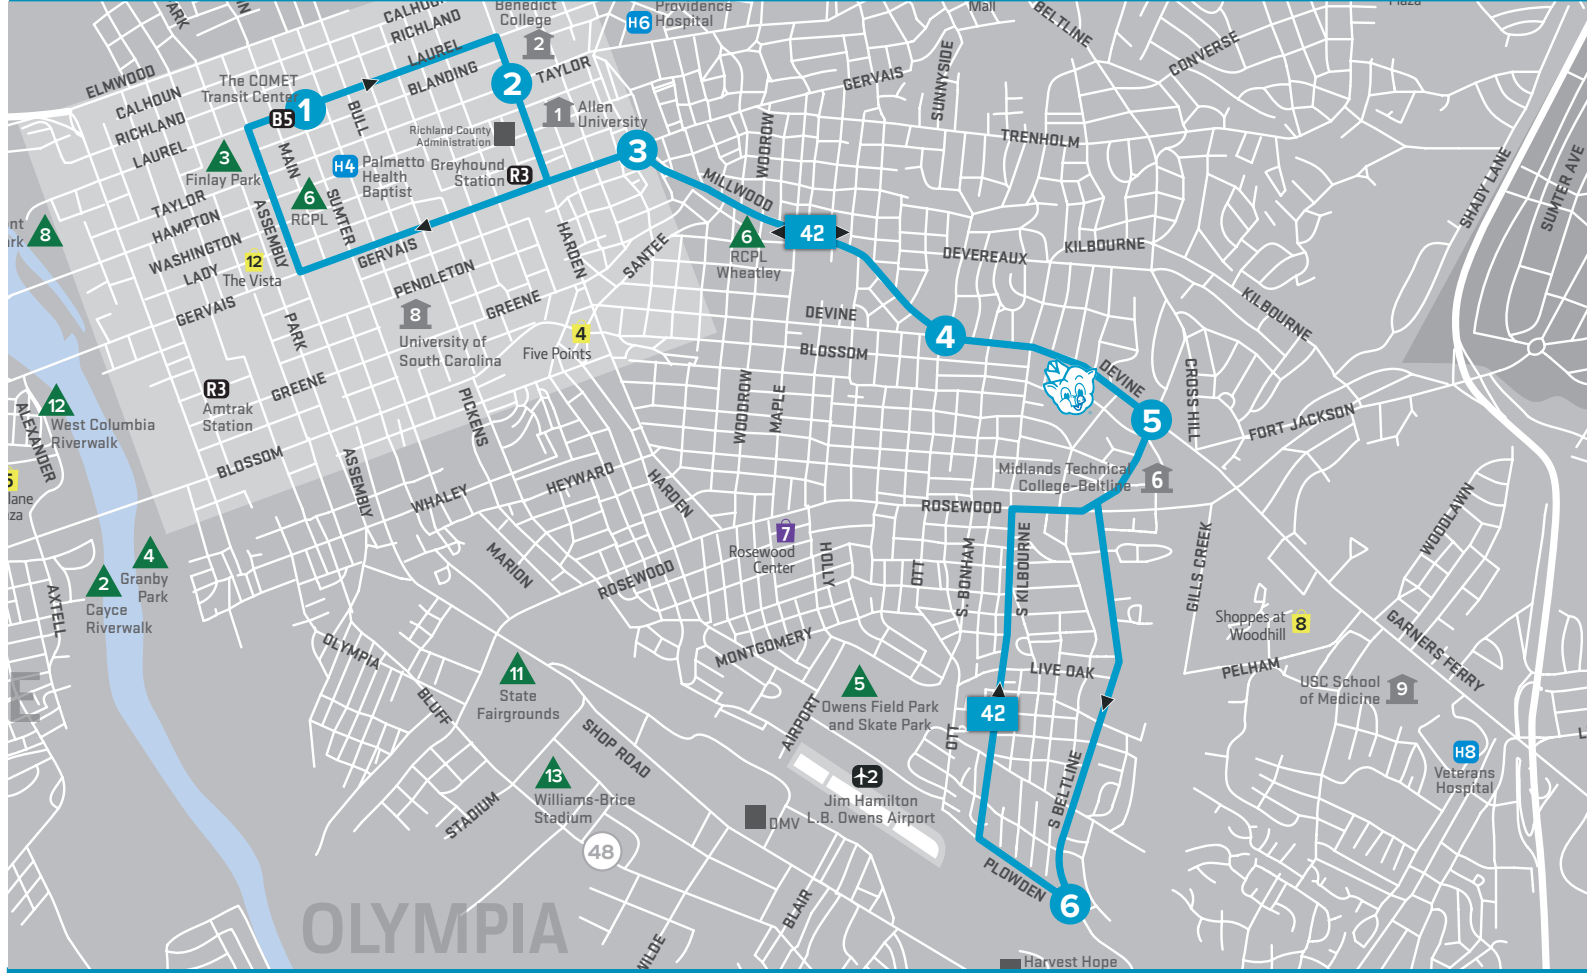 PARK
CALHOUN
RICHLAND
LAUREL
BLANDING
Benedict
College
2
TAYLOR
H6
Providence
Hospital
Mall
BELTLINE
CONVERSE
Plaza
ELMWOOD
CALHOUN
RICHLAND
LAUREL
The COMET
Transit Center
B5
1
BULL
2
1
Allen
University
Richland County
Administration
GERVAIS
SUNNYSIDE
TRENHOLM
WOODROW
SHADY LANE
SUMTER AVE
3
Finlay Park
MAIN
H4
Palmetto
Health
Baptist
Greyhound
Station
R3
3
MILLWOOD
6
RCPL
SUMTER
TAYLOR
HAMPTON
WASHINGTON
LADY
GERVAIS
ASSEMBLY
12
The Vista
GERVAIS
PENDLETON
GREENE
HARDEN
SANTEE
6
RCPL
Wheatley
42
DEVEREAUX
KILBOURNE
KILBOURNE
8
PARK
8
University of
South Carolina
4
Five Points
DEVINE
BLOSSOM
4
DEVINE
5
CROSS HILL
FORT JACKSON
R3
Amtrak
Station
GREENE
PICKENS
WOODROW
MAPLE
12
West Columbia
Riverwalk
ALEXANDER
BLOSSOM
ASSEMBLY
WHALEY
HEYWARD
HARDEN
Midlands Technical
College-Beltline
6
ROSEWOOD
WOODLAWN
7
Rosewood
Center
HOLLY
OTT
S. BONHAM
S KILBOURNE
GILLS CREEK
4
Granby
Park
2
Cayce
Riverwalk
AXTELL
MARION
ROSEWOOD
MONTGOMERY
OLYMPIA
BLUFF
11
State
Fairgrounds
SHOP ROAD
AIRPORT
5
Owens Field Park
and Skate Park
LIVE OAK
42
OTT
Shoppes at
Woodhill
8
PELHAM
GARNERS FERRY
USC School
of Medicine
9
H8
Veterans
Hospital
13
Williams-Brice
Stadium
STADIUM
48
DMV
2
Jim Hamilton
L.B. Owens Airport
S BELTLINE
PLOWDEN
6
OLYMPIA
BLAIR
WILDE
Harvest Hope